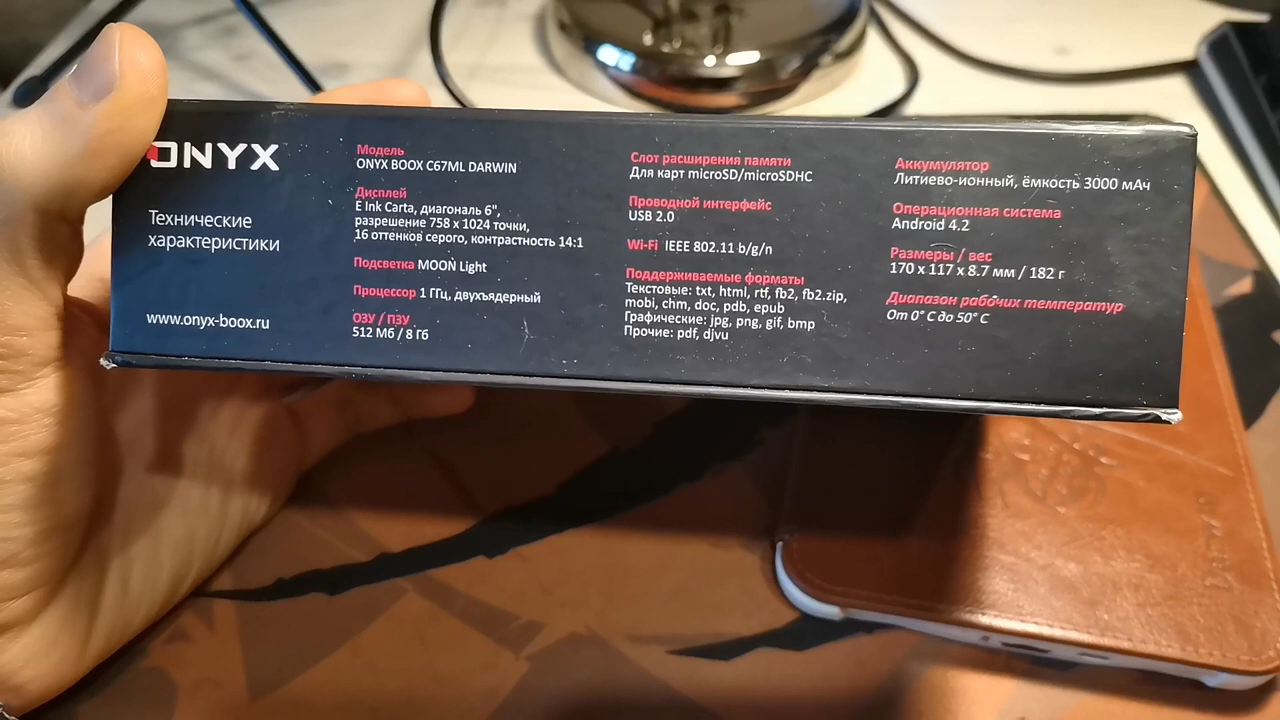 ONYX
Технические
характеристики
www.onyx-boox.ru
Модель
ONYX BOOX C67ML DARWIN
Дисплей
E Ink Carta, диагональ 6",
разрешение 758 x 1024 точки,
16 оттенков серого, контрастность 14:1
Подсветка MOON Light
Процессор 1 ГГц, двухъядерный
ОЗУ / ПЗУ
512 Мб / 8 Гб
Слот расширения памяти
Для карт microSD/microSDHC
Проводной интерфейс
USB 2.0
Wi-Fi IEEE 802.11 b/g/n
Поддерживаемые форматы
Текстовые: txt, html, rtf, fb2, fb2.zip,
mobi, chm, doc, pdb, epub
Графические: jpg, png, gif, bmp
Прочие: pdf, djvu
Аккумулятор
Литиево-ионный, ёмкость 3000 мАч
Операционная система
Android 4.2
Размеры / вес
170 x 117 x 8.7 мм / 182 г
Диапазон рабочих температур
От 0° C до 50° C